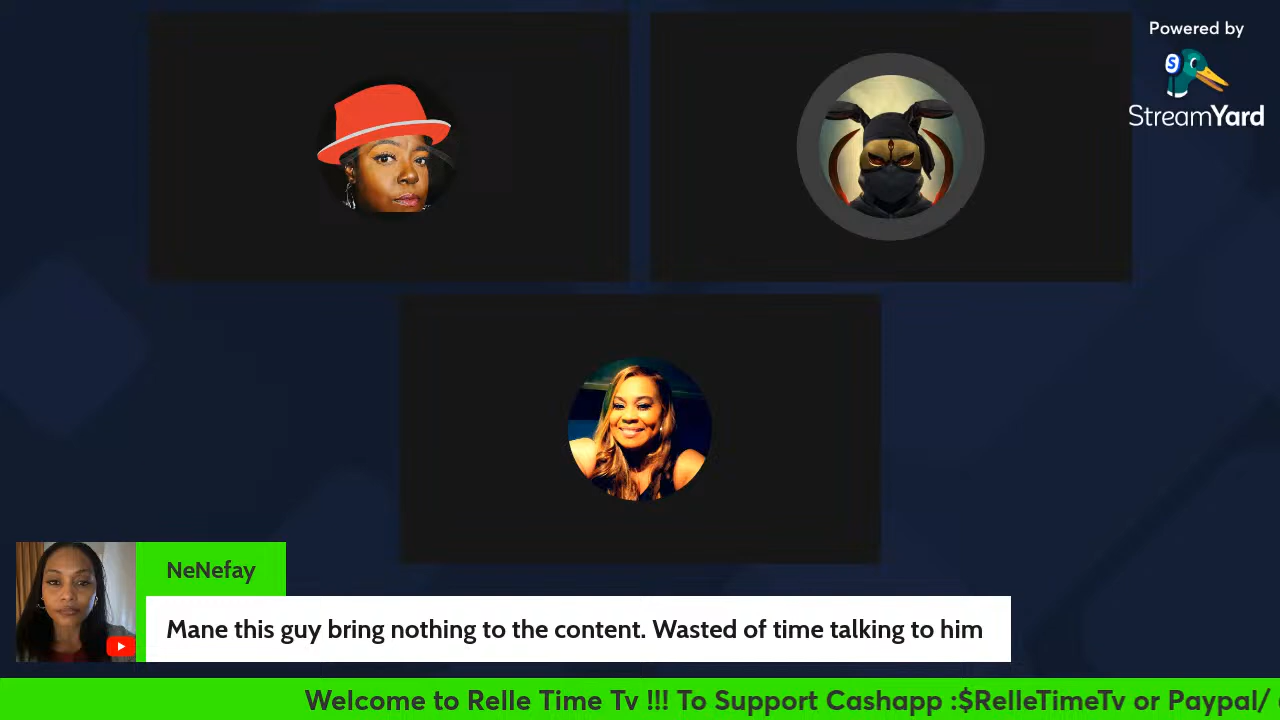 Powered by
S
StreamYard
NeNefay
Mane this guy bring nothing to the content. Wasted of time talking to him
Welcome to Relle Time Tv !!! To Support Cashapp :$RelleTimeTv or Paypal/